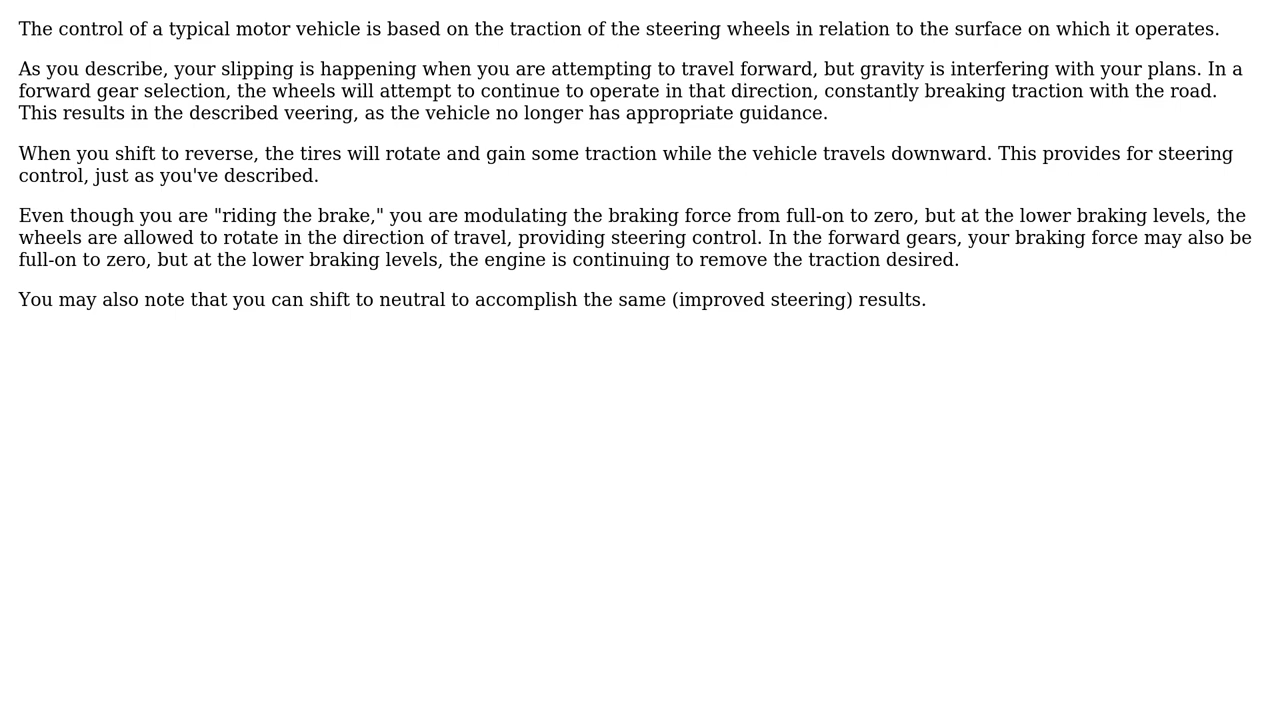 The control of a typical motor vehicle is based on the traction of the steering wheels in relation to the surface on which it operates.
As you describe, your slipping is happening when you are attempting to travel forward, but gravity is interfering with your plans. In a
forward gear selection, the wheels will attempt to continue to operate in that direction, constantly breaking traction with the road.
This results in the described veering, as the vehicle no longer has appropriate guidance.
When you shift to reverse, the tires will rotate and gain some traction while the vehicle travels downward. This provides for steering
control, just as you've described.
Even though you are "riding the brake," you are modulating the braking force from full-on to zero, but at the lower braking levels, the
wheels are allowed to rotate in the direction of travel, providing steering control. In the forward gears, your braking force may also be
full-on to zero, but at the lower braking levels, the engine is continuing to remove the traction desired.
You may also note that you can shift to neutral to accomplish the same (improved steering) results.